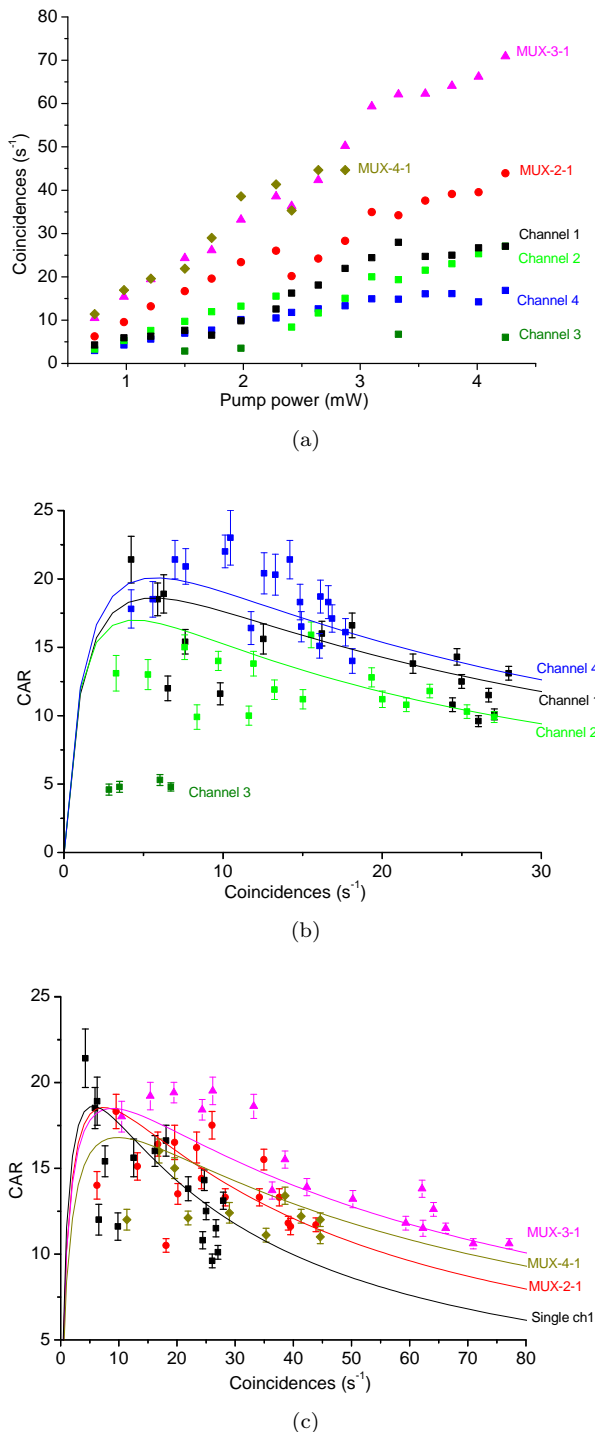 80
70
60
50
40
30
20
10
0
Coincidences (s⁻¹)
MUX-3-1
MUX-4-1
MUX-2-1
Channel 1
Channel 2
Channel 4
Channel 3
1 2 3 4
Pump power (mW)
(a)
25
20
15
10
5
0
CAR
Channel 4
Channel 1
Channel 2
Channel 3
0 10 20 30
Coincidences (s⁻¹)
(b)
25
20
15
10
5
CAR
MUX-3-1
MUX-4-1
MUX-2-1
Single ch1
0 10 20 30 40 50 60 70 80
Coincidences (s⁻¹)
(c)